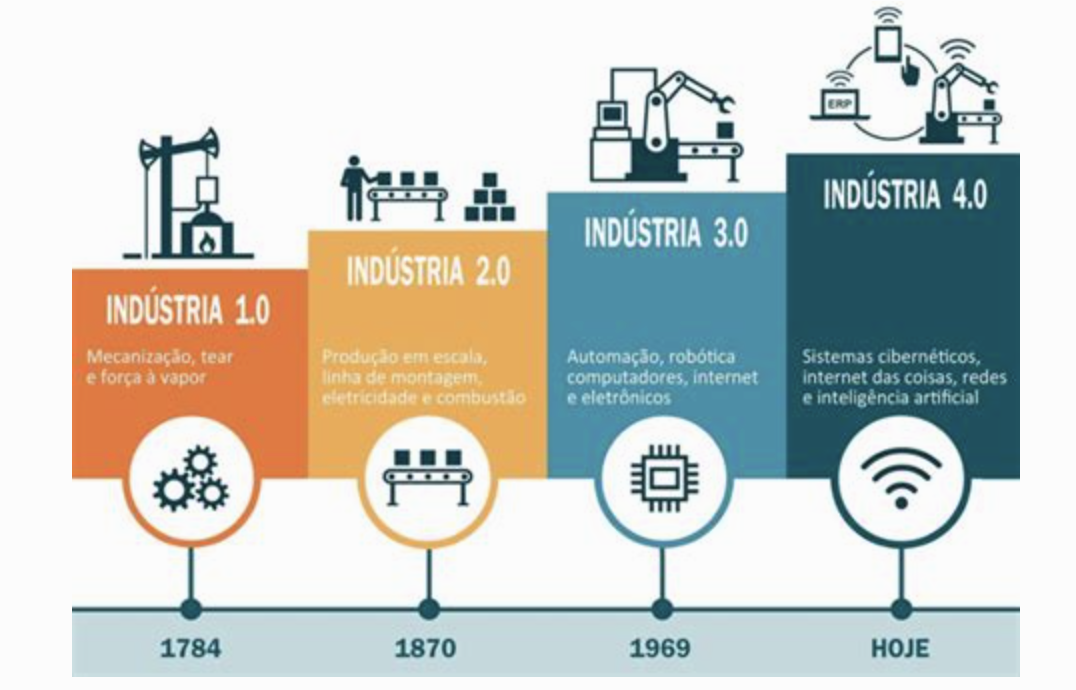 ERP
INDÚSTRIA 1.0
Mecanização, tear
e força à vapor
INDÚSTRIA 2.0
Produção em escala,
linha de montagem,
eletricidade e combustão
INDÚSTRIA 3.0
Automação, robótica
computadores, internet
e eletrônicos
INDÚSTRIA 4.0
Sistemas cibernéticos,
internet das coisas, redes
e inteligência artificial
1784
1870
1969
HOJE